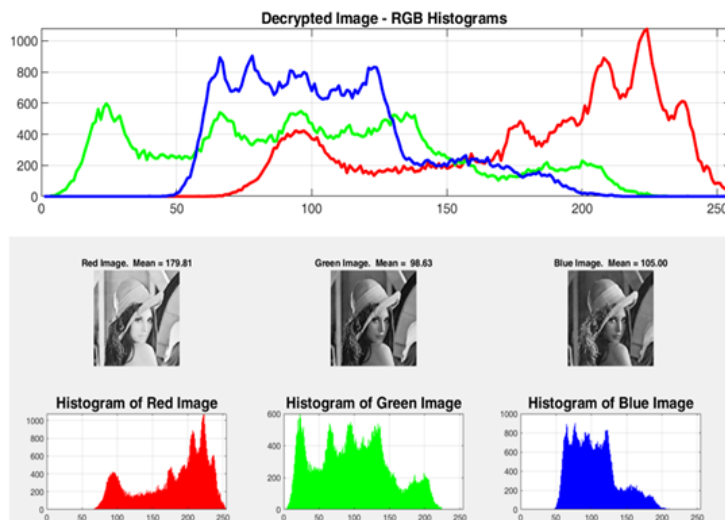 Decrypted Image - RGB Histograms
1000
800
600
400
200
0
0 50 100 150 200 250
Red Image. Mean = 179.81 Green Image. Mean = 98.63 Blue Image. Mean = 105.00
Histogram of Red Image Histogram of Green Image Histogram of Blue Image
1000 600 1000
800 800
600 400 600
400 200 400
200 200
0 0 0
0 50 100 150 200 250 0 50 100 150 200 250 0 50 100 150 200 250